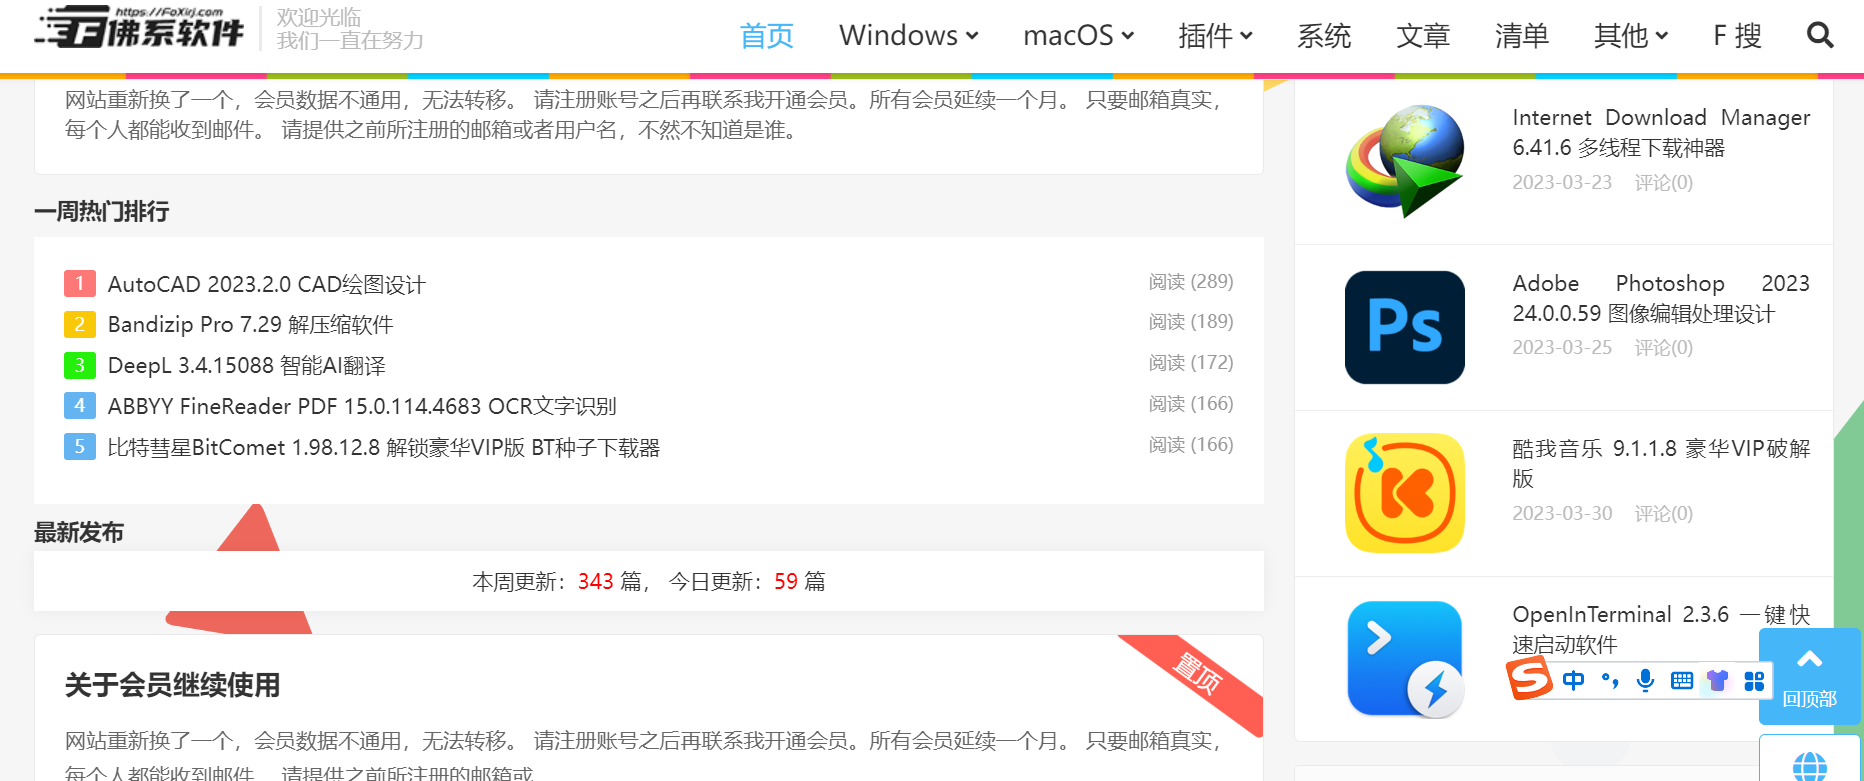 https://FoXirj.com
佛系软件
欢迎光临
我们一直在努力
首页
Windows
macOS
插件
系统
文章
清单
其他
F 搜
网站重新换了一个，会员数据不通用，无法转移。 请注册账号之后再联系我开通会员。所有会员延续一个月。 只要邮箱真实，
每个人都能收到邮件。 请提供之前所注册的邮箱或者用户名，不然不知道是谁。
一周热门排行
1 AutoCAD 2023.2.0 CAD绘图设计 阅读 (289)
2 Bandizip Pro 7.29 解压缩软件 阅读 (189)
3 DeepL 3.4.15088 智能AI翻译 阅读 (172)
4 ABBYY FineReader PDF 15.0.114.4683 OCR文字识别 阅读 (166)
5 比特彗星BitComet 1.98.12.8 解锁豪华VIP版 BT种子下载器 阅读 (166)
最新发布
本周更新：343 篇， 今日更新：59 篇
置顶
关于会员继续使用
网站重新换了一个，会员数据不通用，无法转移。 请注册账号之后再联系我开通会员。所有会员延续一个月。 只要邮箱真实，
每个人都能收到邮件。 请提供之前所注册的邮箱或
Internet Download Manager
6.41.6 多线程下载神器
2023-03-23 评论(0)
Ps
Adobe Photoshop 2023
24.0.0.59 图像编辑处理设计
2023-03-25 评论(0)
酷我音乐 9.1.1.8 豪华VIP破解
版
2023-03-30 评论(0)
OpenInTerminal 2.3.6 一键快
速启动软件
中
回顶部